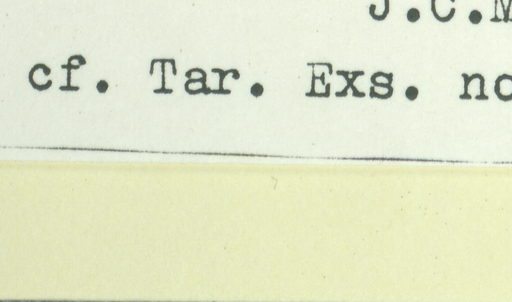 J.C.M
cf. Tar. Exs. no